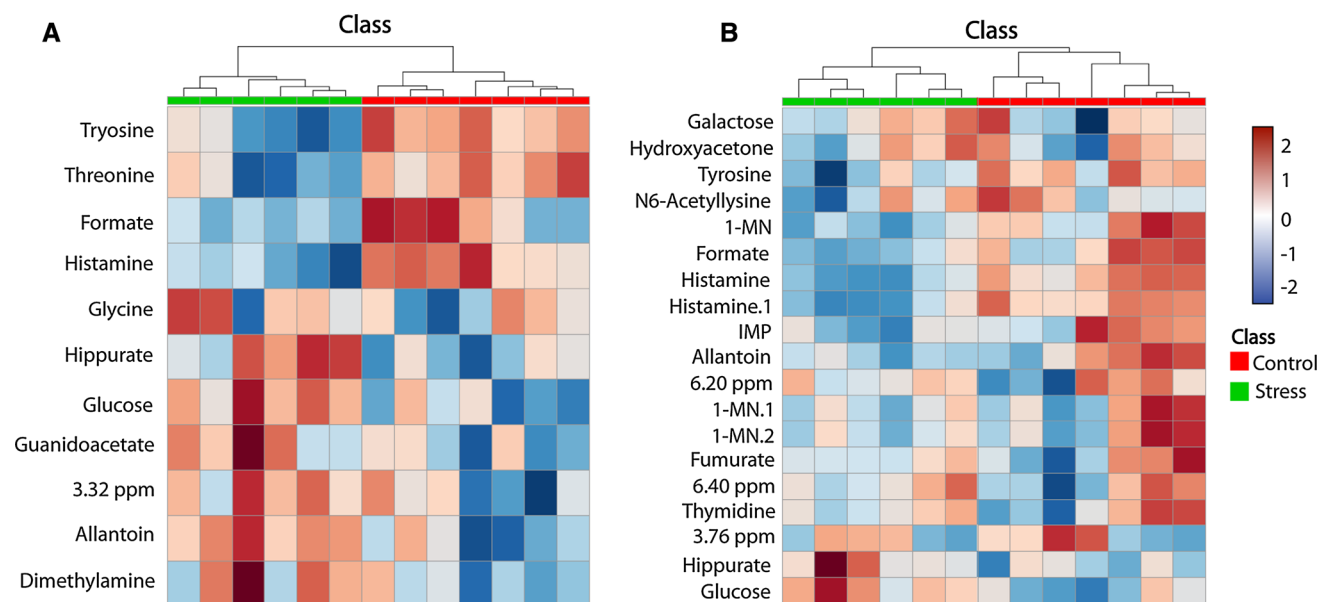 A
Class
Tryosine
Threonine
Formate
Histamine
Glycine
Hippurate
Glucose
Guanidoacetate
3.32 ppm
Allantoin
Dimethylamine
B
Class
Galactose
Hydroxyacetone
Tyrosine
N6-Acetyllysine
1-MN
Formate
Histamine
Histamine.1
IMP
Allantoin
6.20 ppm
1-MN.1
1-MN.2
Fumurate
6.40 ppm
Thymidine
3.76 ppm
Hippurate
Glucose
2
1
0
-1
-2
Class
Control
Stress